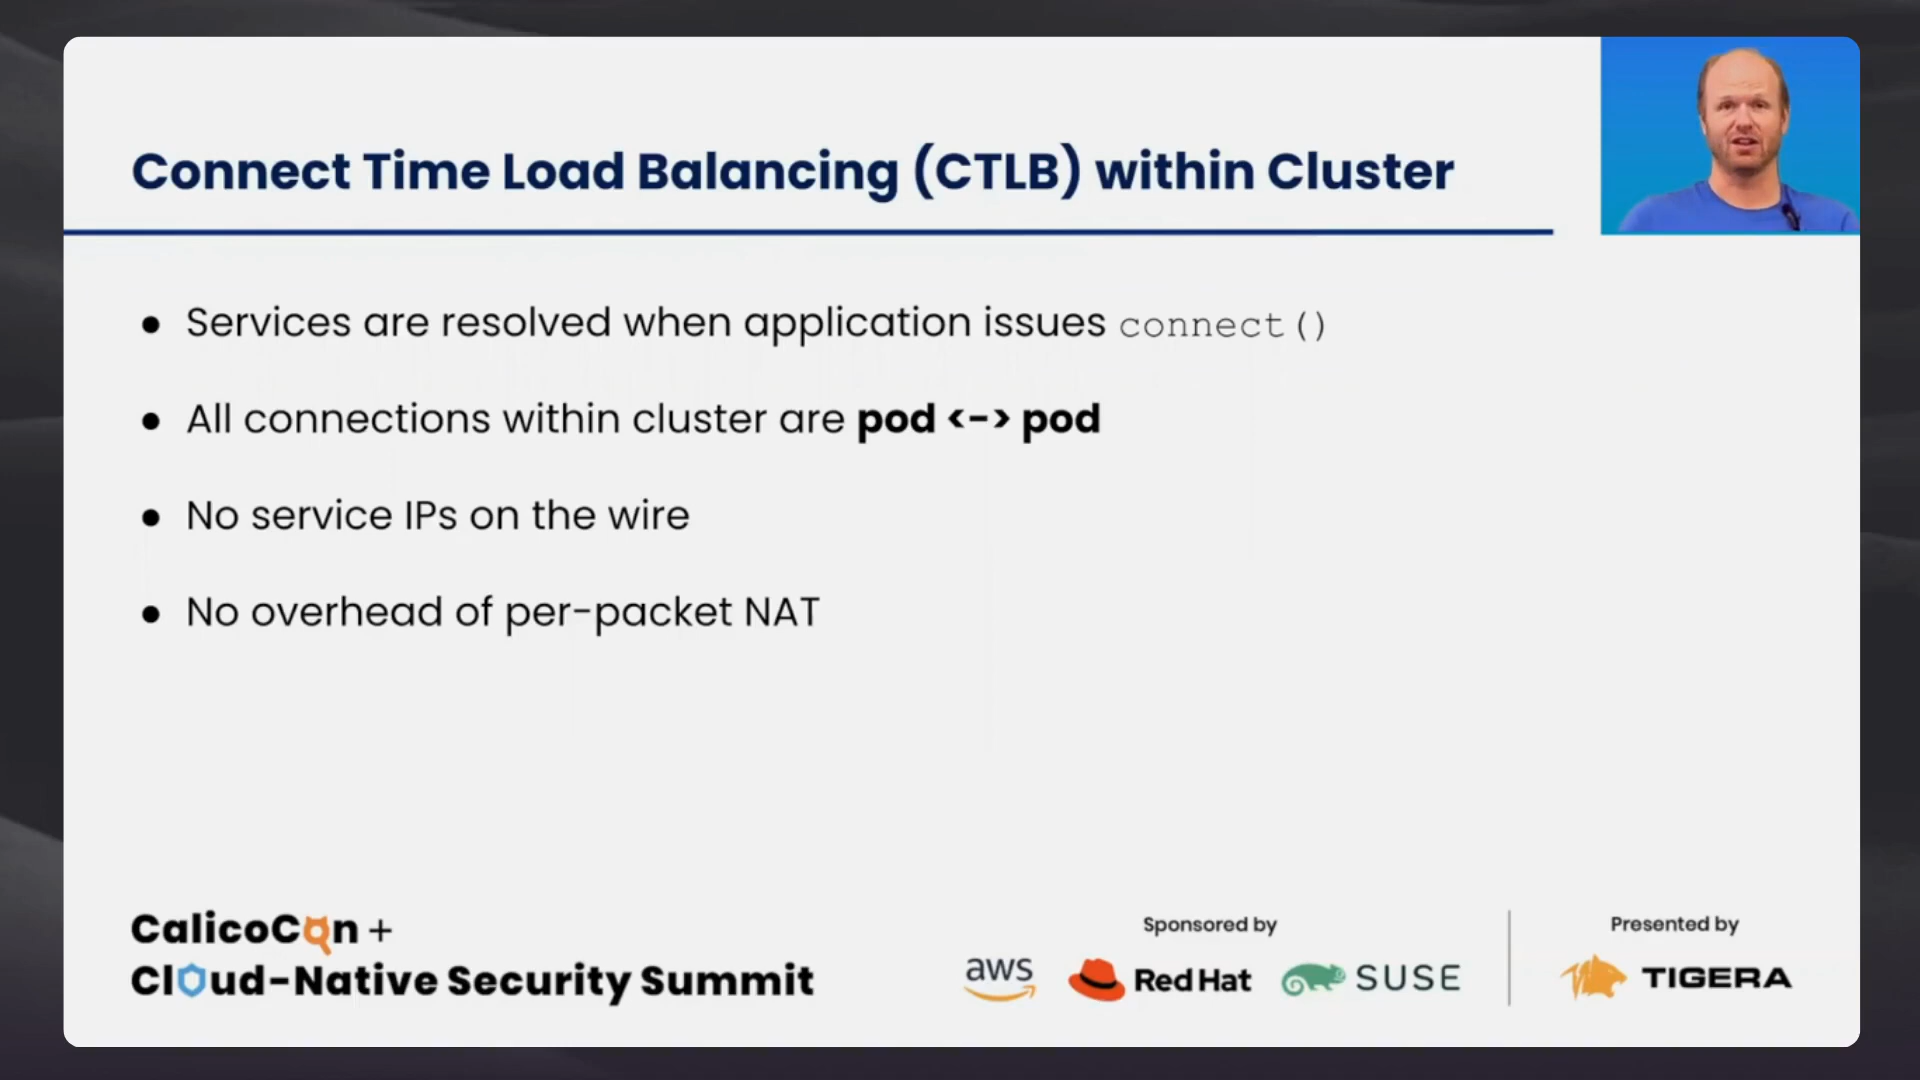 Connect Time Load Balancing (CTLB) within Cluster
● Services are resolved when application issues connect()
● All connections within cluster are pod <-> pod
● No service IPs on the wire
● No overhead of per-packet NAT
CalicoCon +
Cloud-Native Security Summit
Sponsored by
aws
Red Hat
SUSE
Presented by
TIGERA